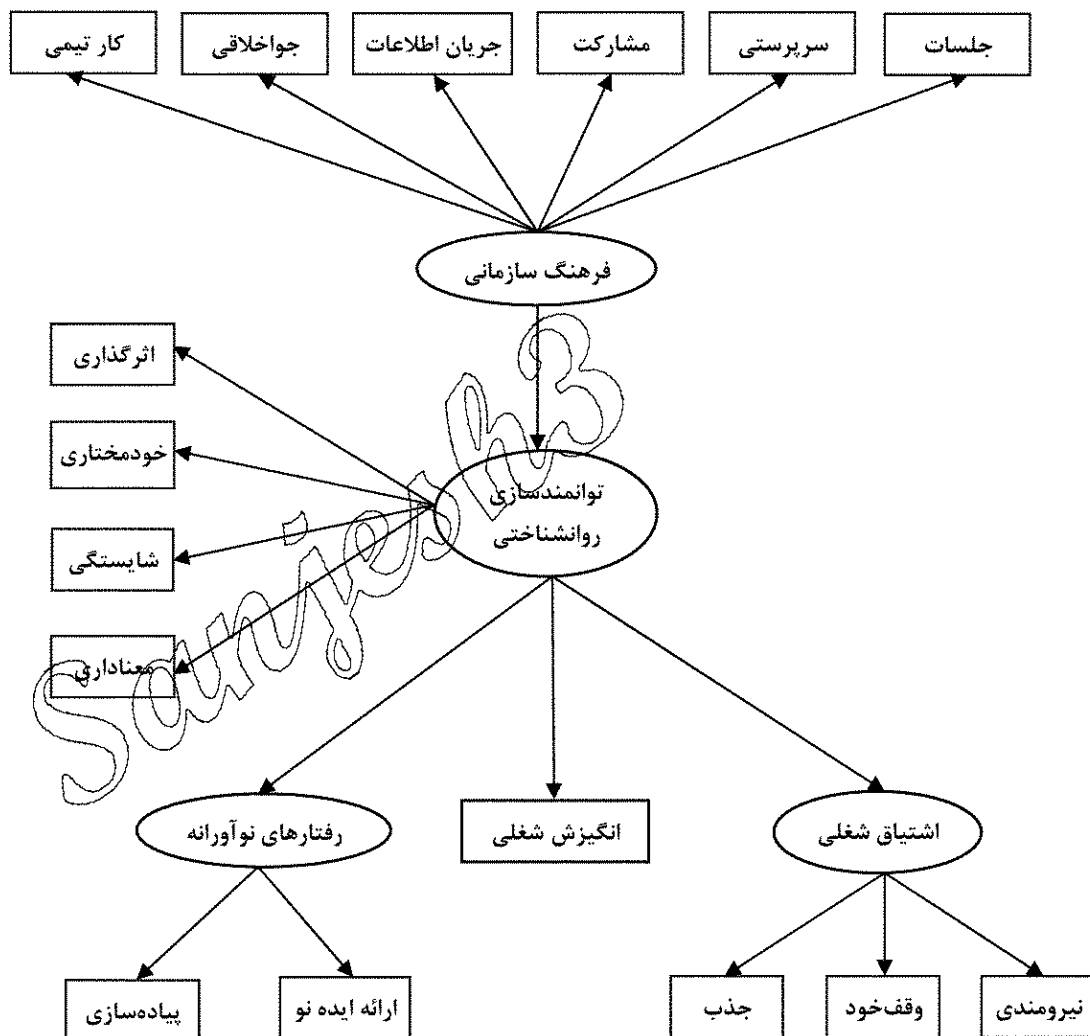 جلسات
سرپرستی
مشارکت
جریان اطلاعات
جواخلاقی
کار تیمی
فرهنگ سازمانی
اثرگذاری
خودمختاری
شایستگی
معناداری
توانمندسازی
روانشناختی
اشتیاق شغلی
انگیزش شغلی
رفتارهای نوآورانه
نیرومندی
وقف‌خود
جذب
ارائه ایده نو
پیاده‌سازی
Sanjesh3